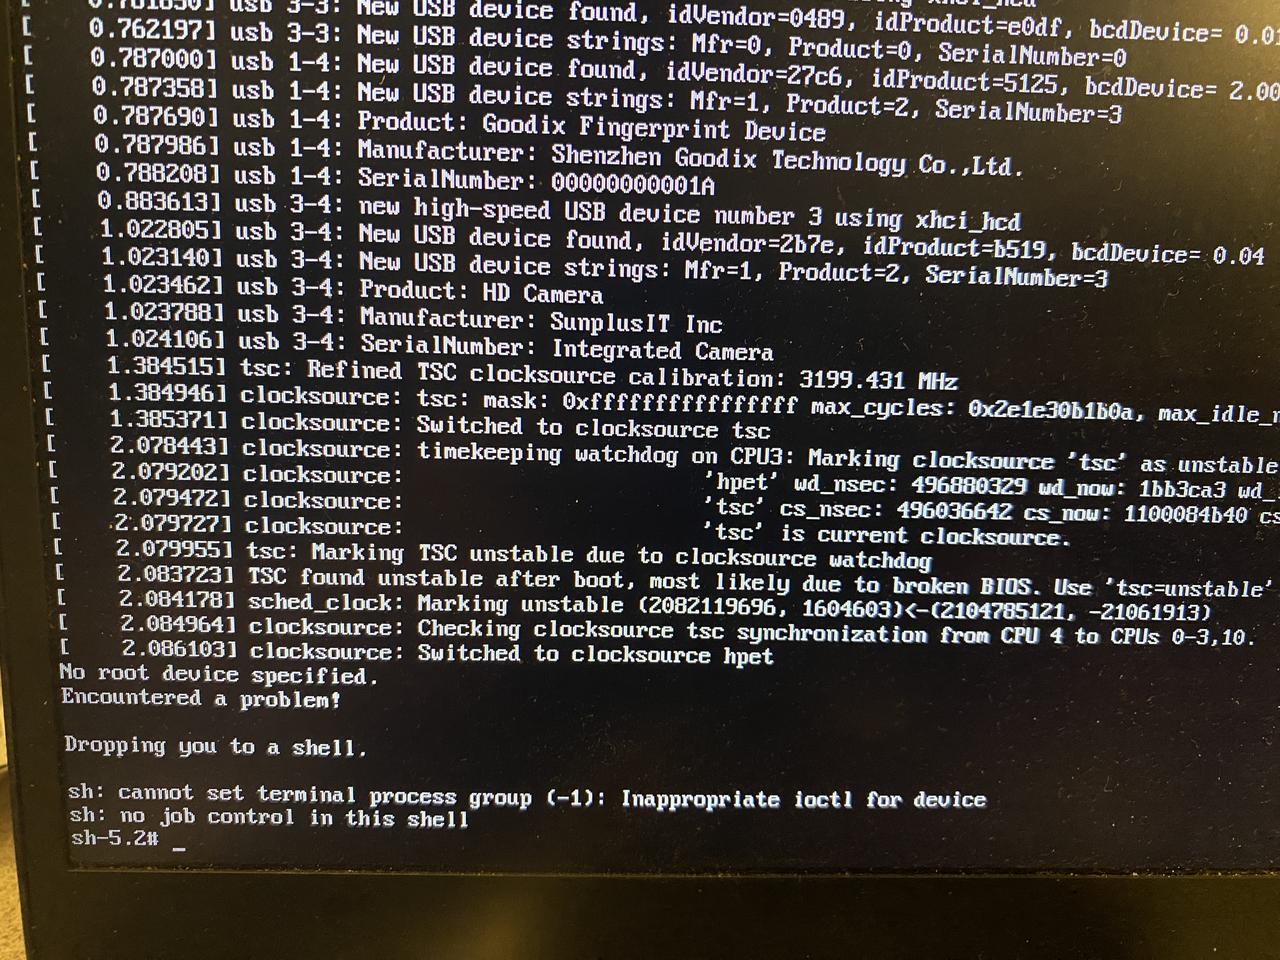 [    0.761850] usb 3-3: New USB device found, idVendor=0489, idProduct=e0df, bcdDevice= 0.01
[    0.762197] usb 3-3: New USB device strings: Mfr=0, Product=0, SerialNumber=0
[    0.787000] usb 1-4: New USB device found, idVendor=27c6, idProduct=5125, bcdDevice= 2.00
[    0.787358] usb 1-4: New USB device strings: Mfr=1, Product=2, SerialNumber=3
[    0.787690] usb 1-4: Product: Goodix Fingerprint Device
[    0.787986] usb 1-4: Manufacturer: Shenzhen Goodix Technology Co.,Ltd.
[    0.788208] usb 1-4: SerialNumber: 00000000001A
[    0.883613] usb 3-4: new high-speed USB device number 3 using xhci_hcd
[    1.022805] usb 3-4: New USB device found, idVendor=2b7e, idProduct=b519, bcdDevice= 0.04
[    1.023140] usb 3-4: New USB device strings: Mfr=1, Product=2, SerialNumber=3
[    1.023462] usb 3-4: Product: HD Camera
[    1.023788] usb 3-4: Manufacturer: SunplusIT Inc
[    1.024106] usb 3-4: SerialNumber: Integrated Camera
[    1.384515] tsc: Refined TSC clocksource calibration: 3199.431 MHz
[    1.384946] clocksource: tsc: mask: 0xffffffffffffffff max_cycles: 0x2e1e30b1b0a, max_idle_n
[    1.385371] clocksource: Switched to clocksource tsc
[    2.078443] clocksource: timekeeping watchdog on CPU3: Marking clocksource 'tsc' as unstable
[    2.079202] clocksource:                       'hpet' wd_nsec: 496880329 wd_now: 1bb3ca3 wd_
[    2.079472] clocksource:                       'tsc' cs_nsec: 496036642 cs_now: 1100084b40 cs
[    2.079727] clocksource:                       'tsc' is current clocksource.
[    2.079955] tsc: Marking TSC unstable due to clocksource watchdog
[    2.083723] TSC found unstable after boot, most likely due to broken BIOS. Use 'tsc=unstable'
[    2.084178] sched_clock: Marking unstable (2082119696, 1604603)<-(2104785121, -21061913)
[    2.084964] clocksource: Checking clocksource tsc synchronization from CPU 4 to CPUs 0-3,10.
[    2.086103] clocksource: Switched to clocksource hpet
No root device specified.
Encountered a problem!
Dropping you to a shell.
sh: cannot set terminal process group (-1): Inappropriate ioctl for device
sh: no job control in this shell
sh-5.2# _